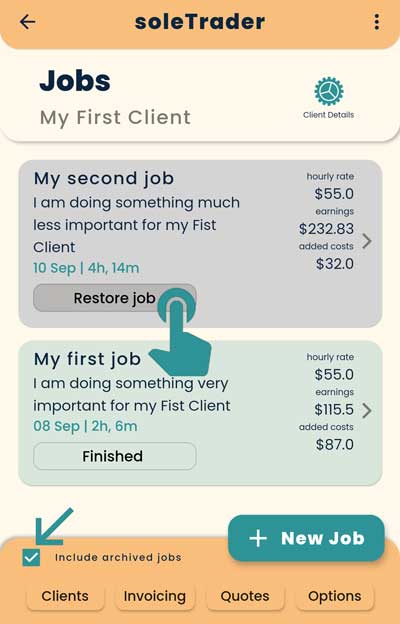 soleTrader
Jobs
My First Client
Client Details
My second job
I am doing something much
less important for my Fist
Client
10 Sep | 4h, 14m
Restore job
hourly rate
$55.0
earnings
$232.83
added costs
$32.0
My first job
I am doing something very
important for my Fist Client
08 Sep | 2h, 6m
Finished
hourly rate
$55.0
earnings
$115.5
added costs
$87.0
+ New Job
Include archived jobs
Clients
Invoicing
Quotes
Options